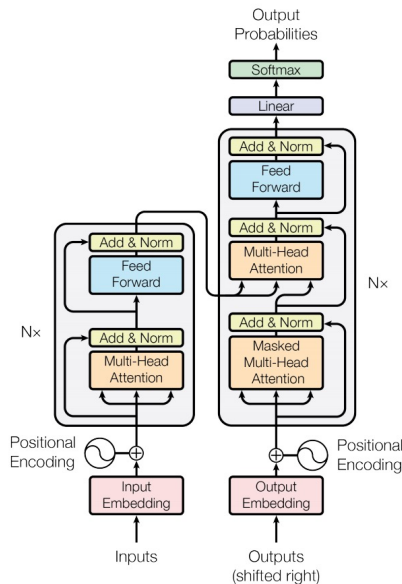 Output
Probabilities
Softmax
Linear
Add & Norm
Feed
Forward
Add & Norm
Multi-Head
Attention
Nx
Add & Norm
Masked
Multi-Head
Attention
Add & Norm
Feed
Forward
Nx
Add & Norm
Multi-Head
Attention
Positional
Encoding
Positional
Encoding
Input
Embedding
Output
Embedding
Inputs
Outputs
(shifted right)